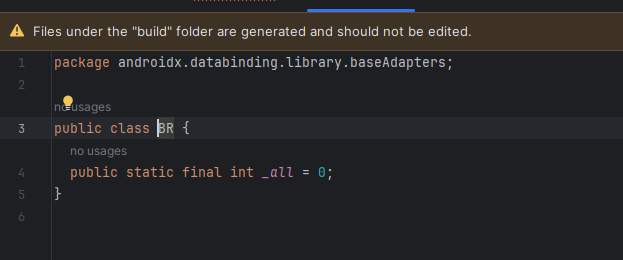 Files under the "build" folder are generated and should not be edited.
1 package androidx.databinding.library.baseAdapters;
2
no usages
3 public class BR {
no usages
4 public static final int _all = 0;
5 }
6